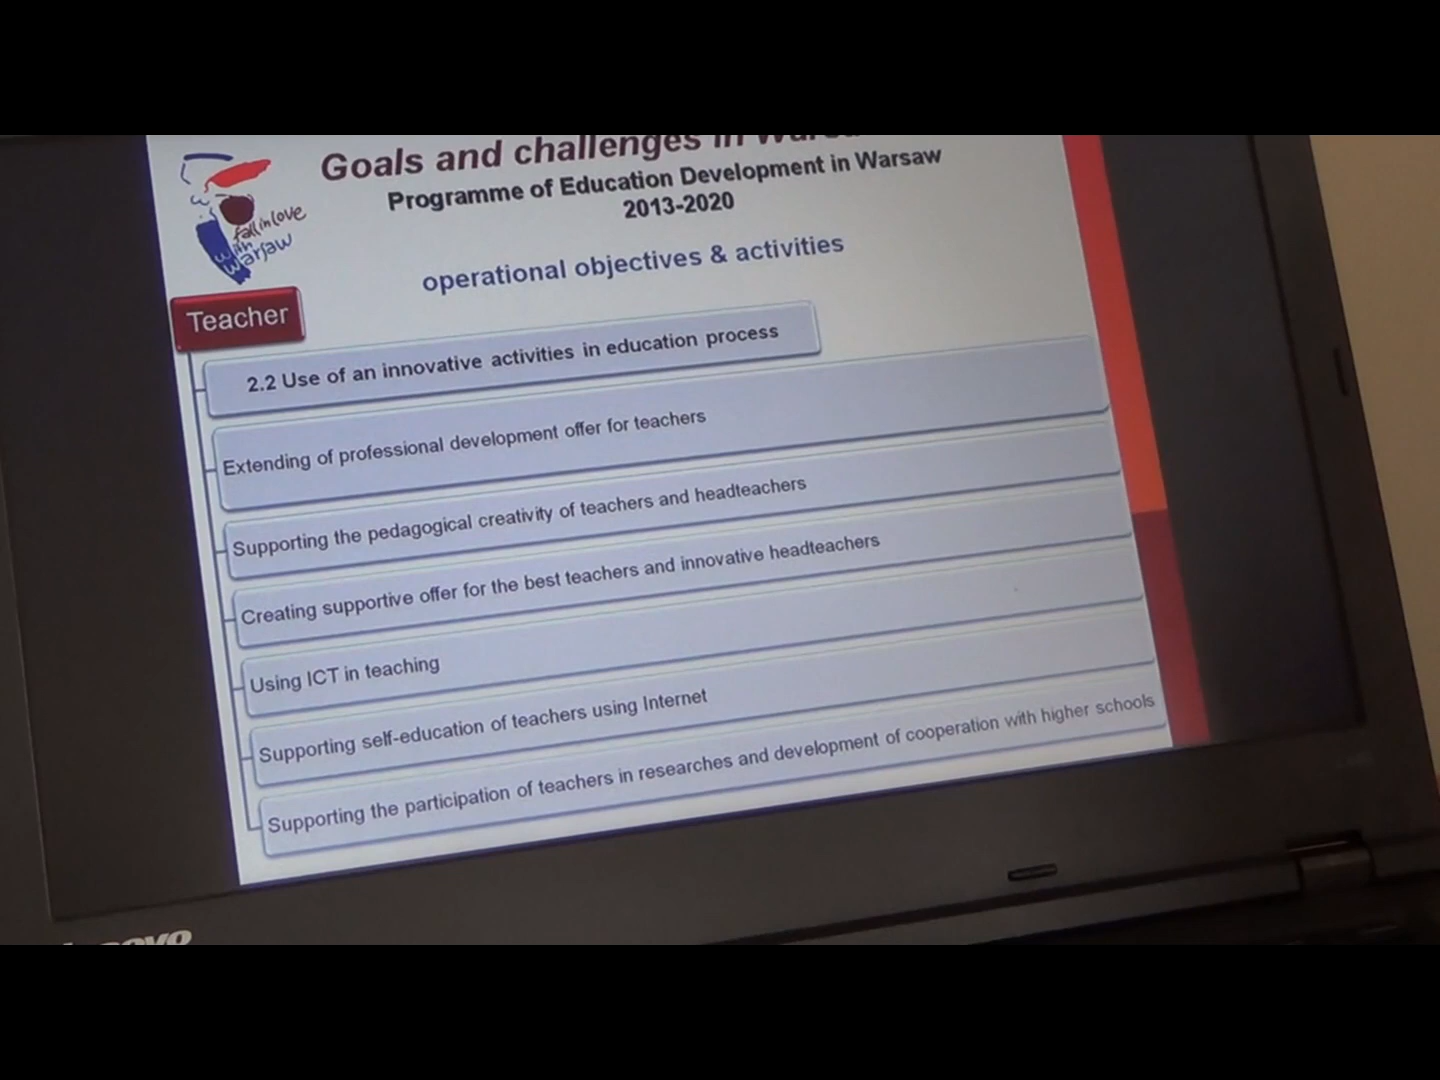 Goals and challenges in
Programme of Education Development in Warsaw
2013-2020
fall in love
with
warsaw
operational objectives & activities
Teacher
2.2 Use of an innovative activities in education process
Extending of professional development offer for teachers
Supporting the pedagogical creativity of teachers and headteachers
Creating supportive offer for the best teachers and innovative headteachers
Using ICT in teaching
Supporting self-education of teachers using Internet
Supporting the participation of teachers in researches and development of cooperation with higher schools